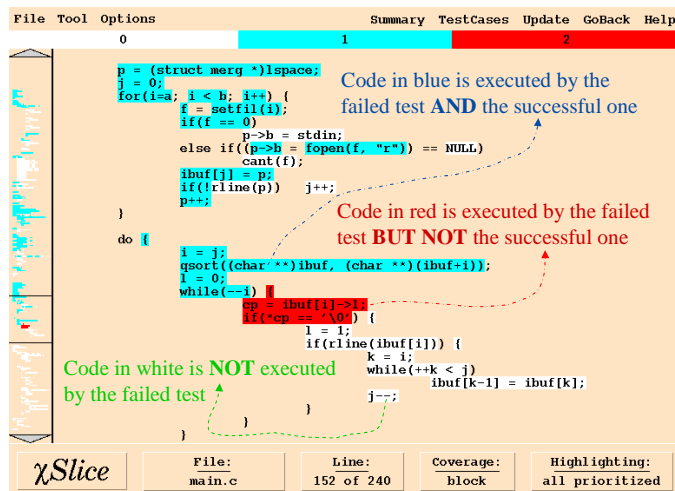 File Tool Options Summary TestCases Update GoBack Help
0 1 2
p = (struct merg *)lspace;
j = 0;
for(i=a; i < b; i++) {
f = setfil(i);
if(f == 0)
p->b = stdin;
else if((p->b = fopen(f, "r")) == NULL)
cant(f);
ibuf[j] = p;
if(!rline(p)) j++;
p++;
}
do {
i = j;
qsort((char **)ibuf, (char **)(ibuf+i));
l = 0;
while(--i) {
cp = ibuf[i]->l;
if(*cp == '\0') {
l = 1;
if(rline(ibuf[i])) {
k = i;
while(++k < j)
ibuf[k-1] = ibuf[k];
j--;
}
}
}
Code in blue is executed by the
failed test AND the successful one
Code in red is executed by the failed
test BUT NOT the successful one
Code in white is NOT executed
by the failed test
χSlice
File:
main.c
Line:
152 of 240
Coverage:
block
Highlighting:
all prioritized